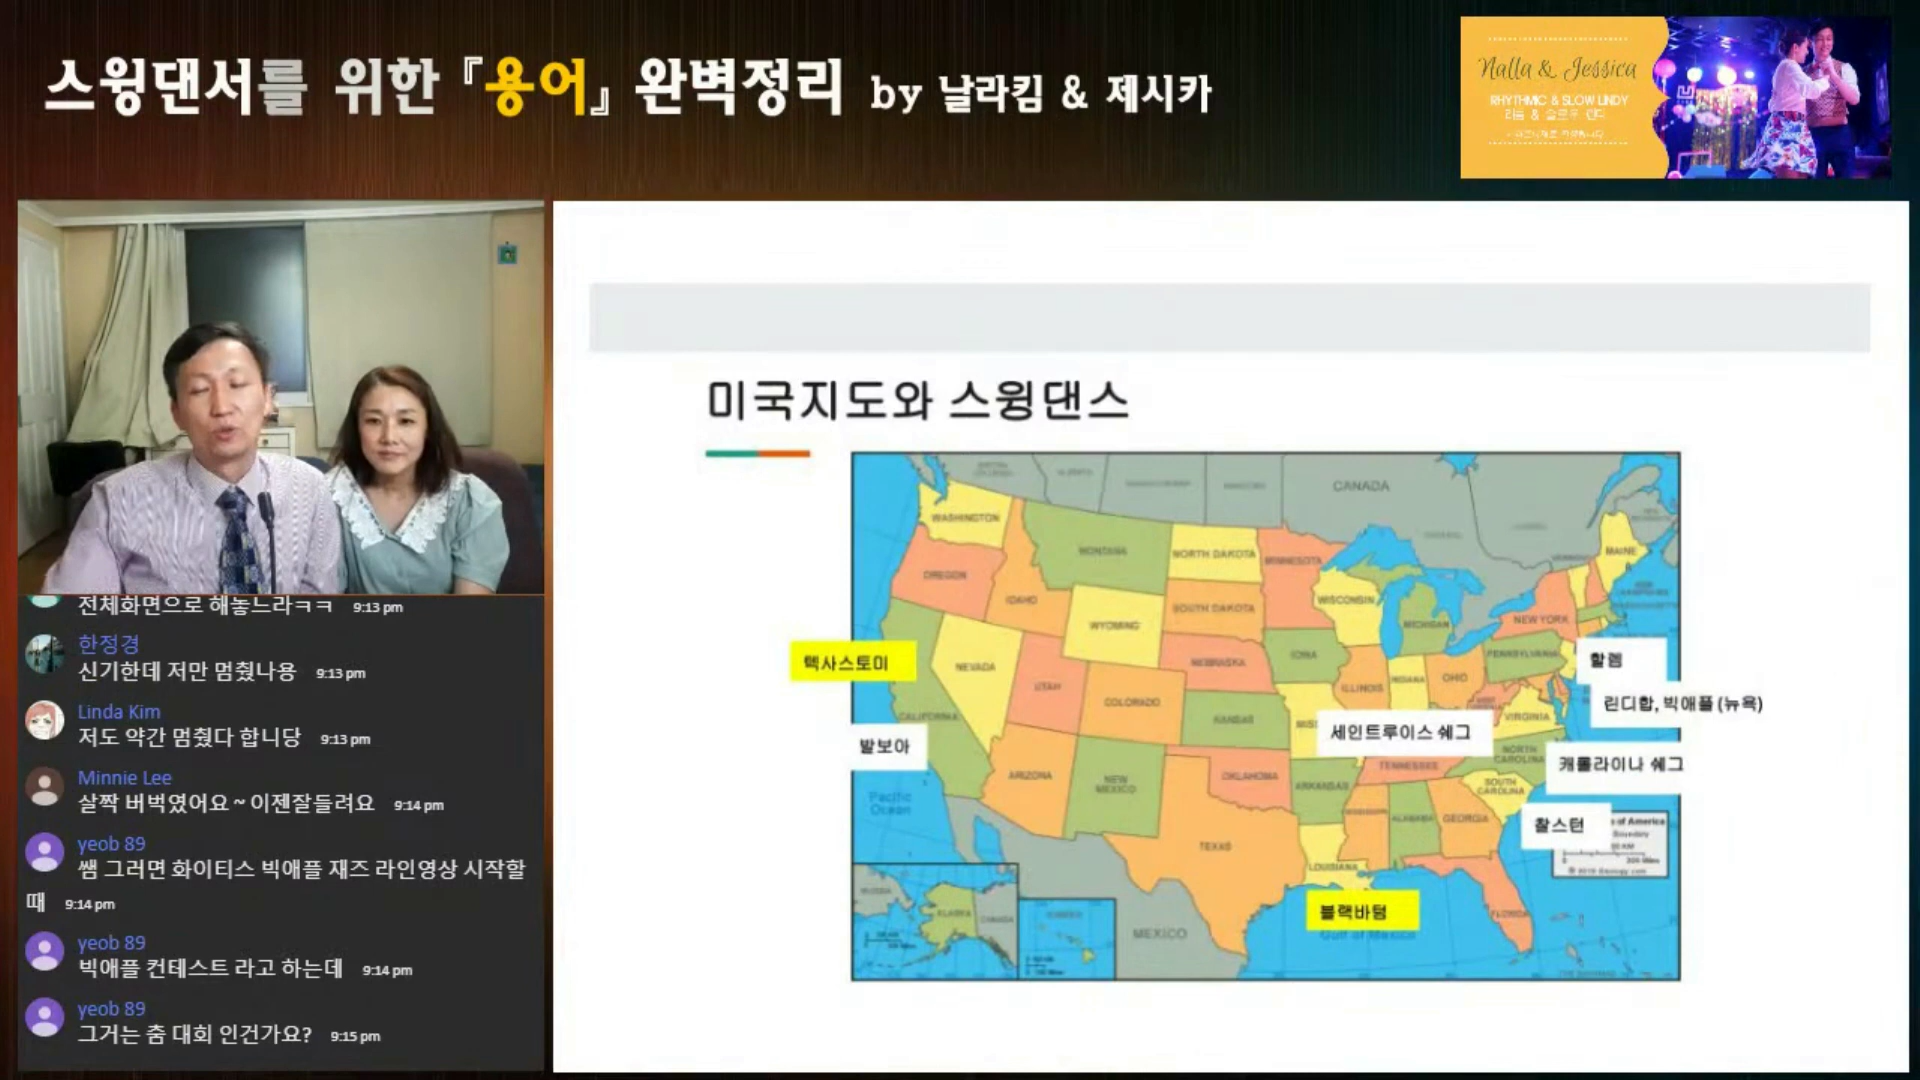 스윙댄서를 위한 『용어』 완벽정리 by 날라킴 & 제시카
Nalla & Jessica
RHYTHMIC & SLOW LINDY
전체화면으로 해놓느라ㅋㅋ 9:13 pm
한정경
신기한데 저만 멈췄나용 9:13 pm
Linda Kim
저도 약간 멈췄다 합니당 9:13 pm
Minnie Lee
살짝 버벅였어요~이젠잘들려요 9:14 pm
yeob 89
쌤 그러면 화이티스 빅애플 재즈 라인영상 시작할
때 9:14 pm
yeob 89
빅애플 컨테스트 라고 하는데 9:14 pm
yeob 89
그거는 춤 대회 인건가요? 9:15 pm
미국지도와 스윙댄스
CANADA
WASHINGTON
MONTANA
NORTH DAKOTA
MINNESOTA
MAINE
OREGON
IDAHO
WYOMING
SOUTH DAKOTA
WISCONSIN
MICHIGAN
NEW YORK
텍사스토미
NEVADA
UTAH
COLORADO
NEBRASKA
IOWA
ILLINOIS
INDIANA
OHIO
PENNSYLVANIA
할렘
린디합, 빅애플 (뉴욕)
CALIFORNIA
KANSAS
VIRGINIA
세인트루이스 쉐그
발보아
ARIZONA
NEW
MEXICO
OKLAHOMA
ARKANSAS
TENNESSEE
NORTH
CAROLINA
캐롤라이나 쉐그
SOUTH
CAROLINA
Pacific
Ocean
TEXAS
ALABAMA
GEORGIA
찰스턴
of America
LOUISIANA
블랙바텀
Gulf of Mexico
FLORIDA
ALASKA
MEXICO